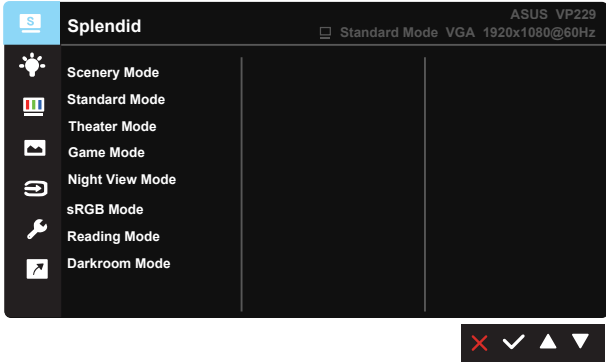 S
Splendid
ASUS VP229
Standard Mode VGA 1920x1080@60Hz
Scenery Mode
Standard Mode
Theater Mode
Game Mode
Night View Mode
sRGB Mode
Reading Mode
Darkroom Mode